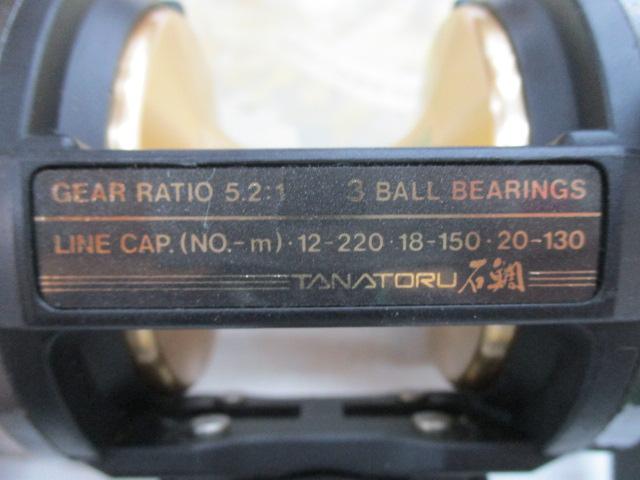 GEAR RATIO 5.2:1 3 BALL BEARINGS
LINE CAP. (NO.-m)·12-220·18-150·20-130
TANATORU 石鯛